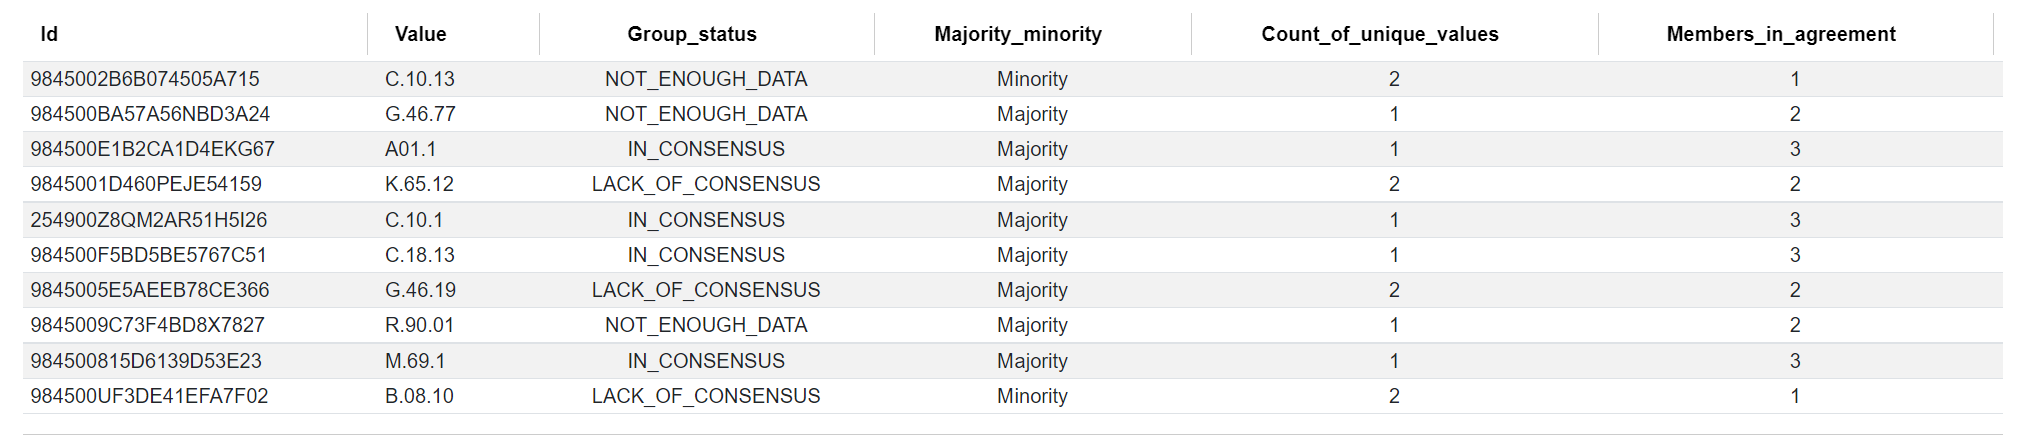 Id Value Group_status Majority_minority Count_of_unique_values Members_in_agreement
9845002B6B074505A715 C.10.13 NOT_ENOUGH_DATA Minority 2 1
984500BA57A56NBD3A24 G.46.77 NOT_ENOUGH_DATA Majority 1 2
984500E1B2CA1D4EKG67 A01.1 IN_CONSENSUS Majority 1 3
9845001D460PEJE54159 K.65.12 LACK_OF_CONSENSUS Majority 2 2
254900Z8QM2AR51H5I26 C.10.1 IN_CONSENSUS Majority 1 3
984500F5BD5BE5767C51 C.18.13 IN_CONSENSUS Majority 1 3
9845005E5AEEB78CE366 G.46.19 LACK_OF_CONSENSUS Majority 2 2
9845009C73F4BD8X7827 R.90.01 NOT_ENOUGH_DATA Majority 1 2
984500815D6139D53E23 M.69.1 IN_CONSENSUS Majority 1 3
984500UF3DE41EFA7F02 B.08.10 LACK_OF_CONSENSUS Minority 2 1